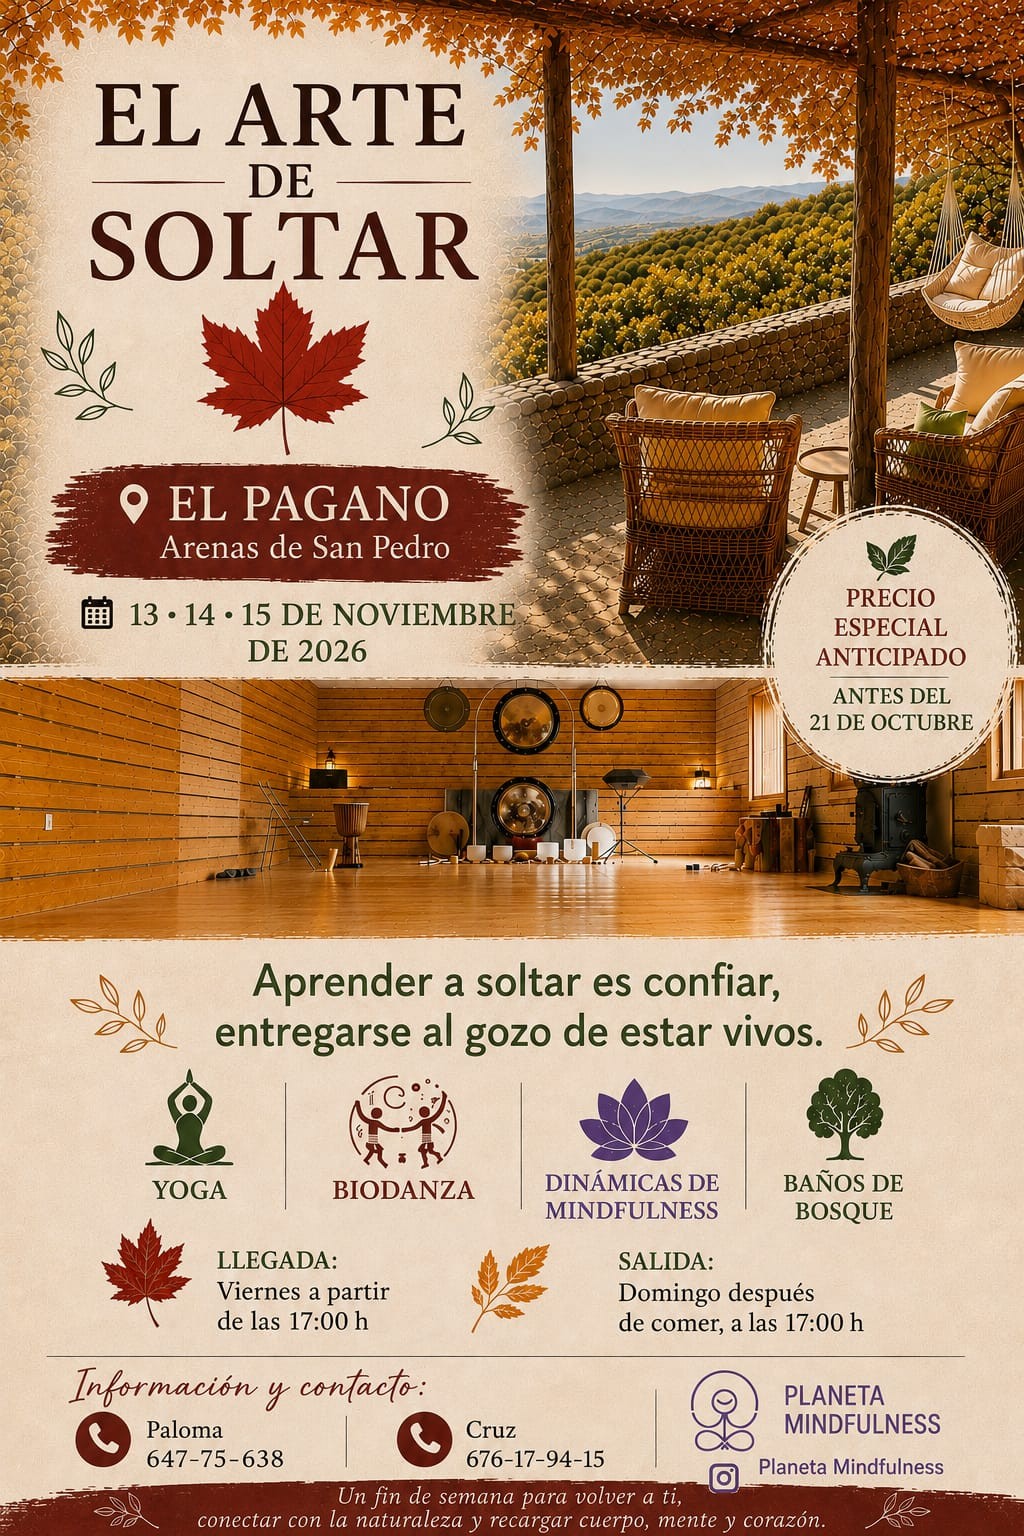 EL ARTE
DE
SOLTAR
EL PAGANO
Arenas de San Pedro
13 • 14 • 15 DE NOVIEMBRE
DE 2026
PRECIO
ESPECIAL
ANTICIPADO
ANTES DEL
21 DE OCTUBRE
Aprender a soltar es confiar,
entregarse al gozo de estar vivos.
YOGA
BIODANZA
DINÁMICAS DE
MINDFULNESS
BAÑOS DE
BOSQUE
LLEGADA:
Viernes a partir
de las 17:00 h
SALIDA:
Domingo después
de comer, a las 17:00 h
Información y contacto:
Paloma
647-75-638
Cruz
676-17-94-15
PLANETA
MINDFULNESS
Planeta Mindfulness
Un fin de semana para volver a ti,
conectar con la naturaleza y recargar cuerpo, mente y corazón.